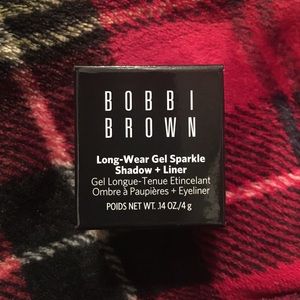 BOBBI
BROWN
Long-Wear Gel Sparkle
Shadow + Liner
Gel Longue-Tenue Etincelant
Ombre à Paupières + Eyeliner
POIDS NET WT. .14 OZ./4 g